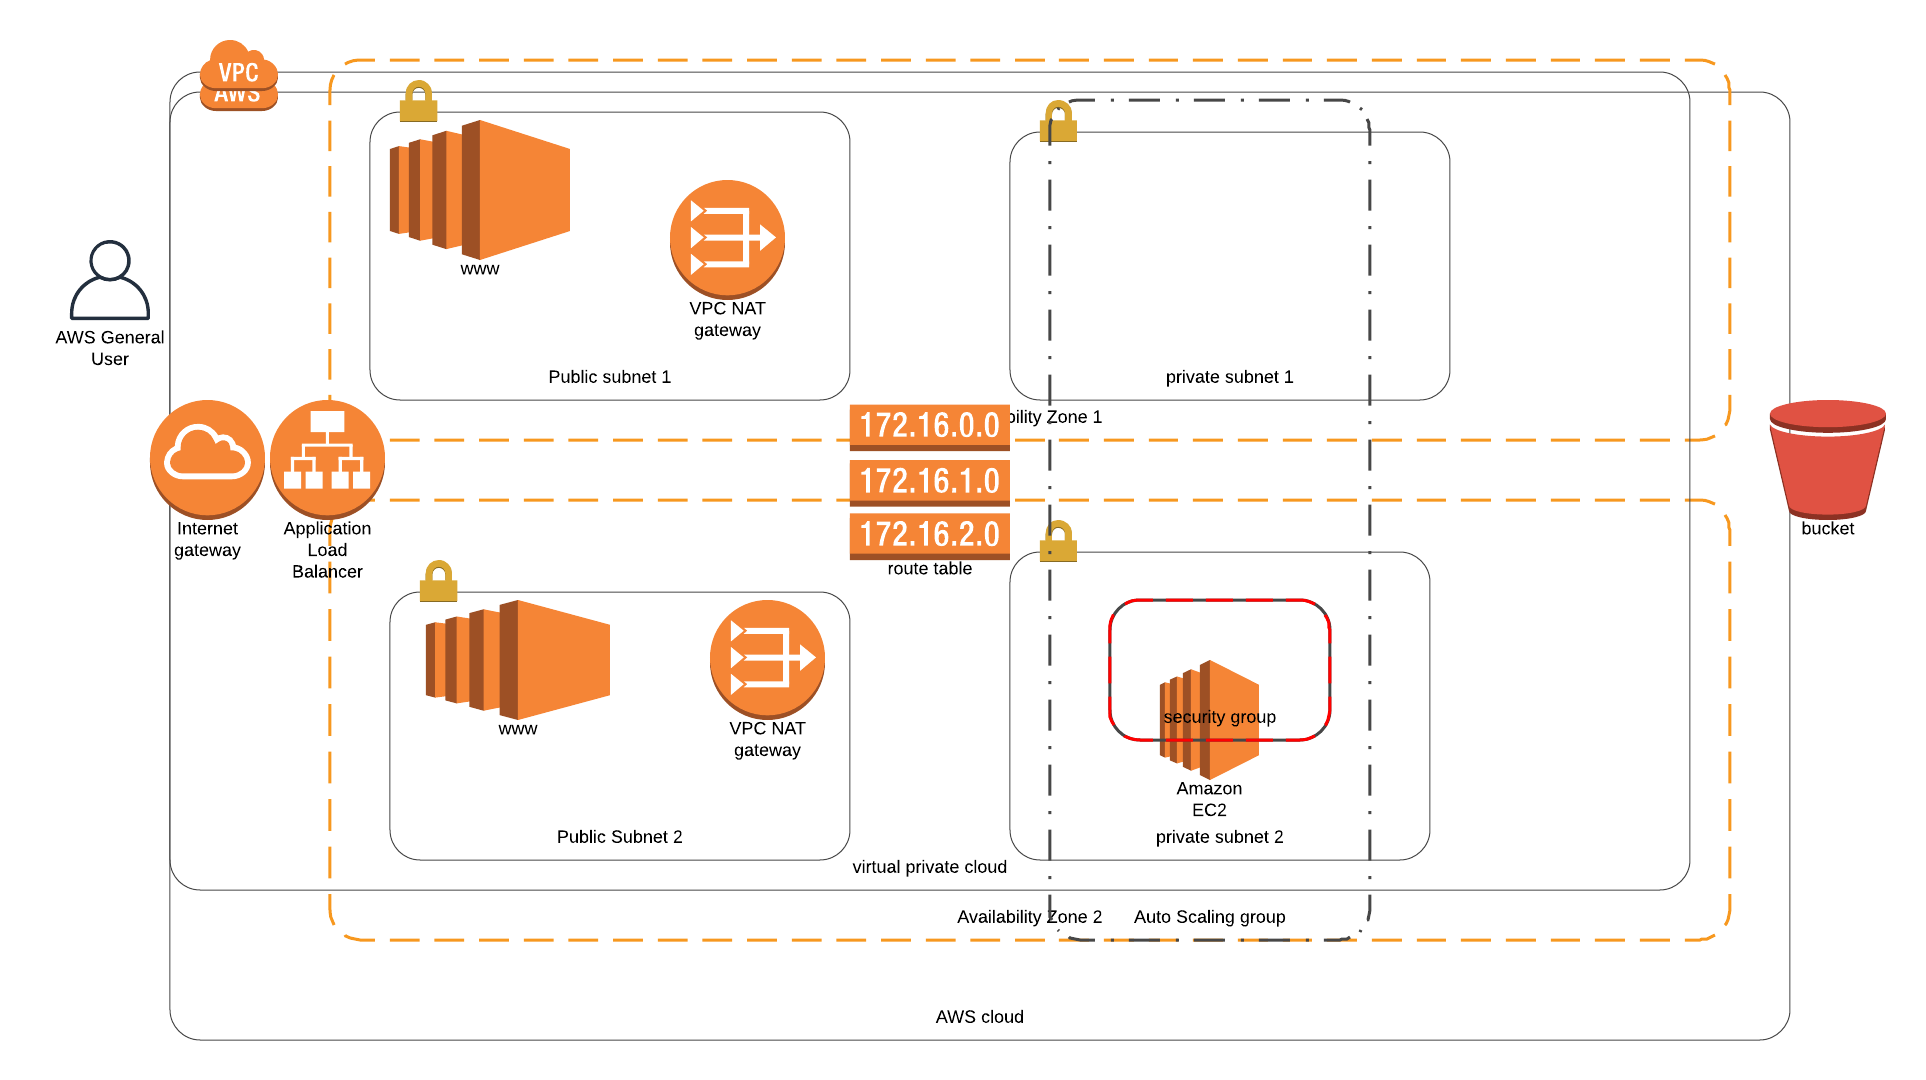 VPC
AWS
www
VPC NAT
gateway
Public subnet 1
private subnet 1
AWS General
User
172.16.0.0
bility Zone 1
172.16.1.0
172.16.2.0
route table
Internet
gateway
Application
Load
Balancer
bucket
www
VPC NAT
gateway
Public Subnet 2
security group
Amazon
EC2
private subnet 2
virtual private cloud
Availability Zone 2
Auto Scaling group
AWS cloud